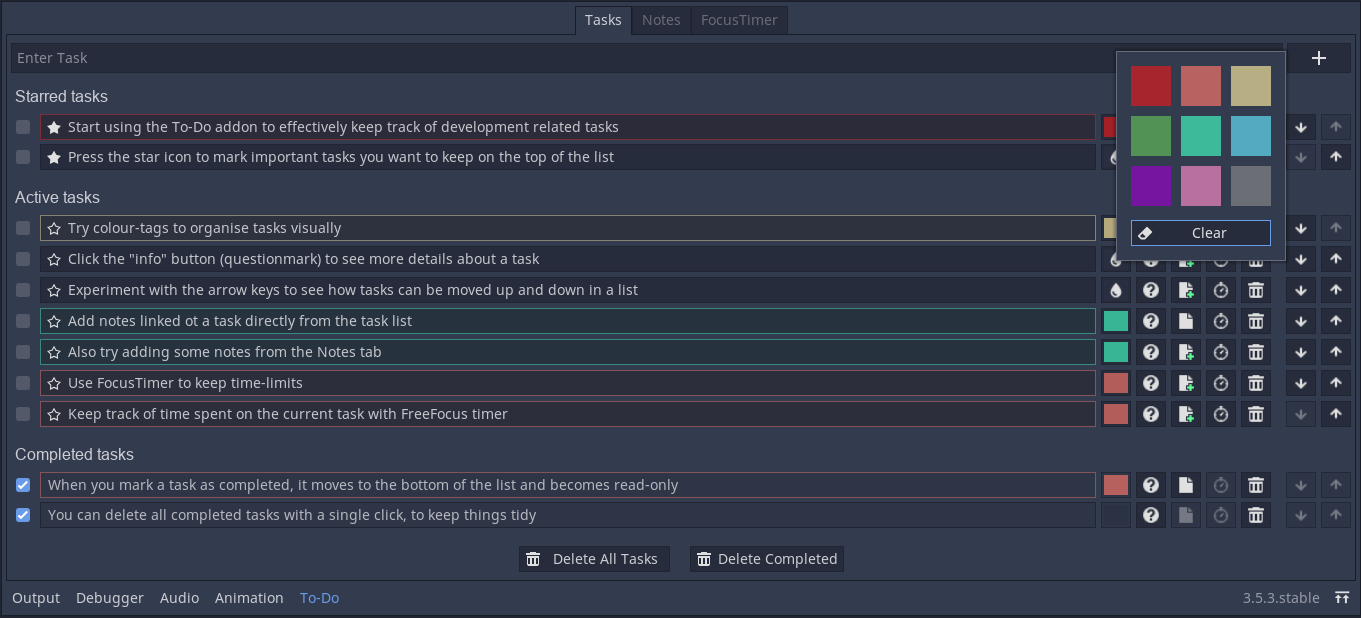 Tasks Notes FocusTImer
Enter Task
Starred tasks
Start using the To-Do addon to effectively keep track of development related tasks
Press the star icon to mark important tasks you want to keep on the top of the list
Active tasks
Try colour-tags to organise tasks visually
Clear
Click the "info" button (questionmark) to see more details about a task
Experiment with the arrow keys to see how tasks can be moved up and down in a list
Add notes linked ot a task directly from the task list
Also try adding some notes from the Notes tab
Use FocusTimer to keep time-limits
Keep track of time spent on the current task with FreeFocus timer
Completed tasks
When you mark a task as completed, it moves to the bottom of the list and becomes read-only
You can delete all completed tasks with a single click, to keep things tidy
Delete All Tasks Delete Completed
Output Debugger Audio Animation To-Do 3.5.3.stable